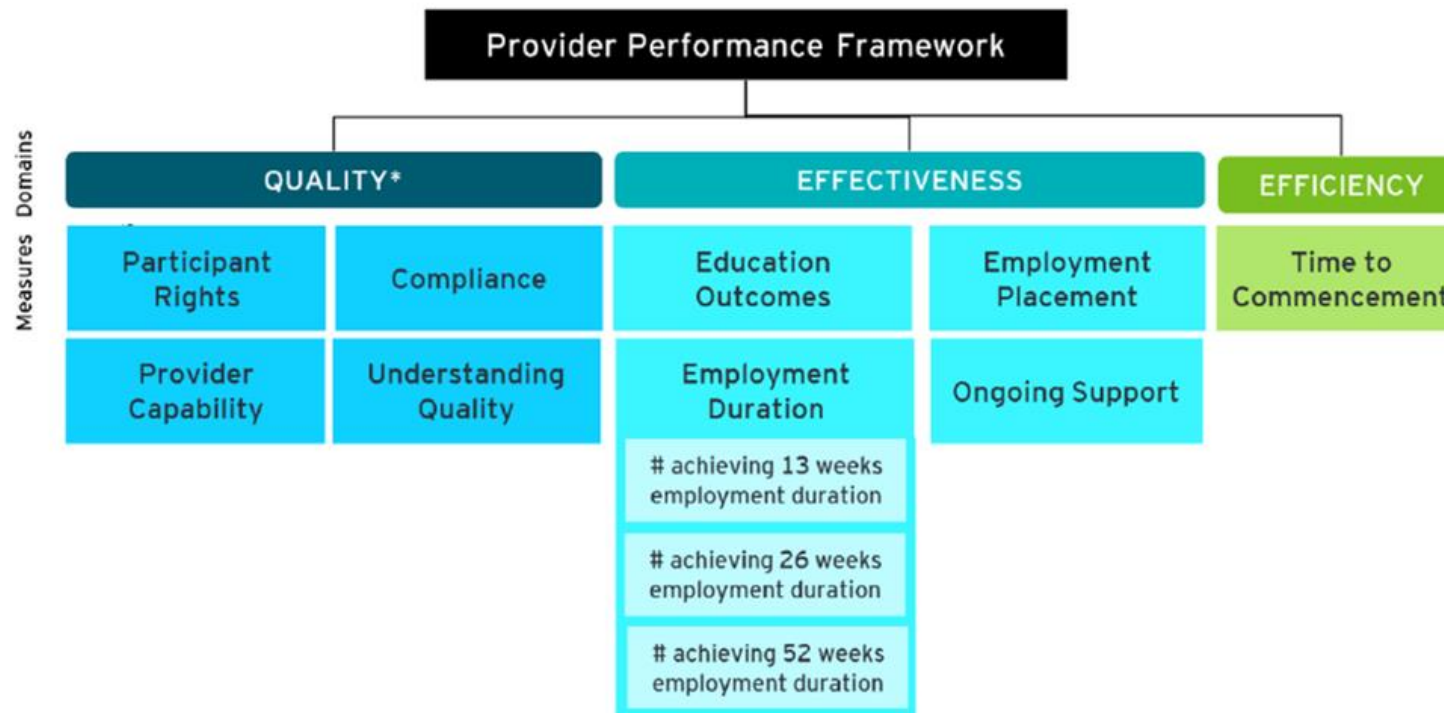 Provider Performance Framework
Domains
QUALITY*
EFFECTIVENESS
EFFICIENCY
Measures
Participant
Rights
Compliance
Education
Outcomes
Employment
Placement
Time to
Commencement
Provider
Capability
Understanding
Quality
Employment
Duration
Ongoing Support
# achieving 13 weeks
employment duration
# achieving 26 weeks
employment duration
# achieving 52 weeks
employment duration